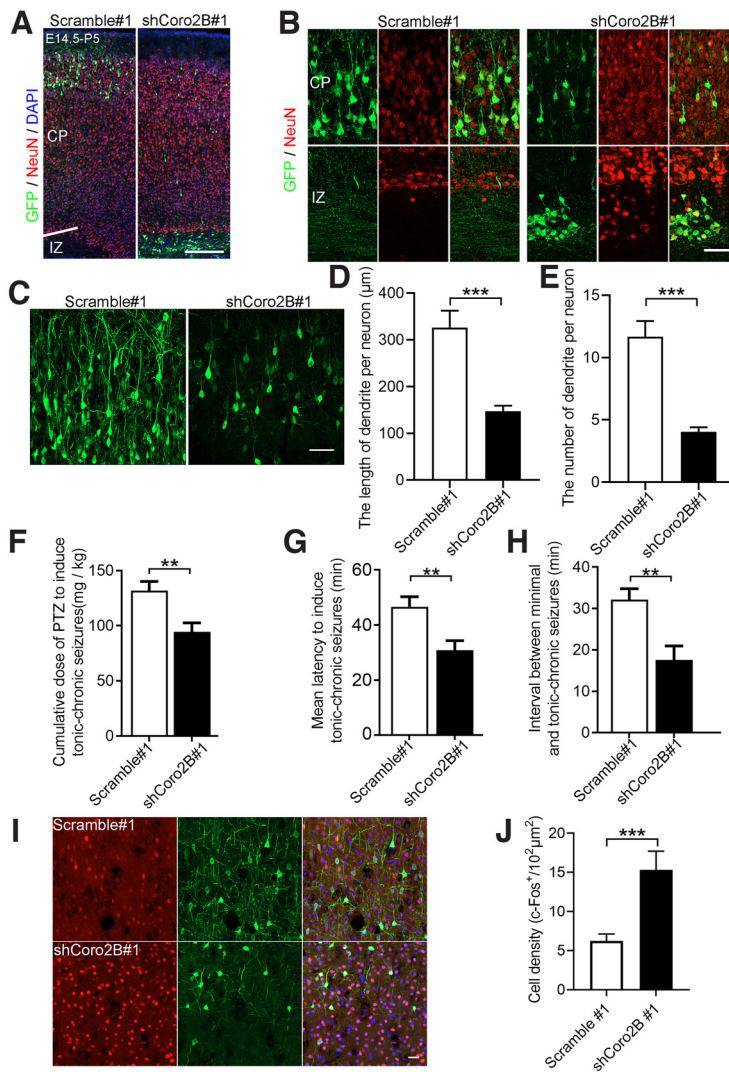 A
Scramble#1 shCoro2B#1
E14.5-P5
CP
IZ
GFP / NeuN / DAPI
B
Scramble#1 shCoro2B#1
CP
IZ
GFP / NeuN
C
Scramble#1 shCoro2B#1
D
***
The length of dendrite per neuron (µm)
400
300
200
100
0
Scramble#1
shCoro2B#1
E
***
The number of dendrite per neuron
15
10
5
0
Scramble#1
shCoro2B#1
F
**
Cumulative dose of PTZ to induce
tonic-chronic seizures(mg / kg)
150
100
50
0
Scramble#1
shCoro2B#1
G
**
Mean latency to induce
tonic-chronic seizures (min)
60
40
20
0
Scramble#1
shCoro2B#1
H
**
Interval between minimal
and tonic-chronic seizures (min)
40
30
20
10
0
Scramble#1
shCoro2B#1
I
Scramble#1
shCoro2B#1
J
***
Cell density (c-Fos⁺/10²µm²)
20
15
10
5
0
Scramble #1
shCoro2B #1